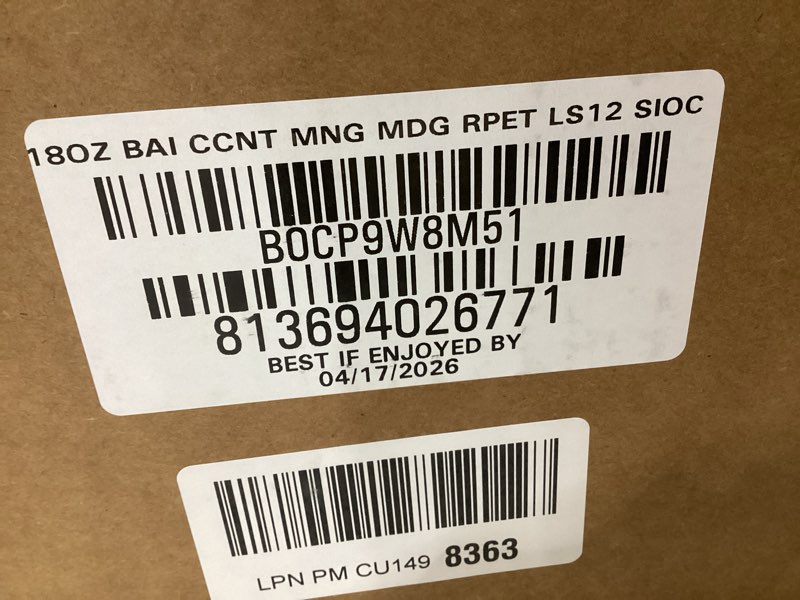 18OZ BAI CCNT MNG MDG RPET LS12 SIOC
B0CP9W8M51
813694026771
BEST IF ENJOYED BY
04/17/2026
LPN PM CU149 8363